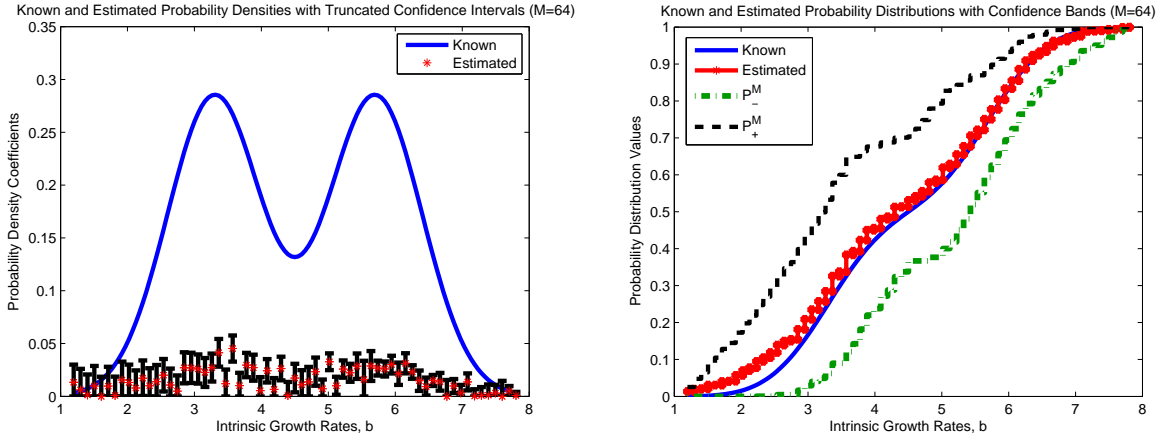 Known and Estimated Probability Densities with Truncated Confidence Intervals (M=64)
Probability Density Coefficients
0.35
0.3
0.25
0.2
0.15
0.1
0.05
0
Known
Estimated
1 2 3 4 5 6 7 8
Intrinsic Growth Rates, b
Known and Estimated Probability Distributions with Confidence Bands (M=64)
Probability Distribution Values
1
0.9
0.8
0.7
0.6
0.5
0.4
0.3
0.2
0.1
0
Known
Estimated
P_-^M
P_+^M
1 2 3 4 5 6 7 8
Intrinsic Growth Rates, b